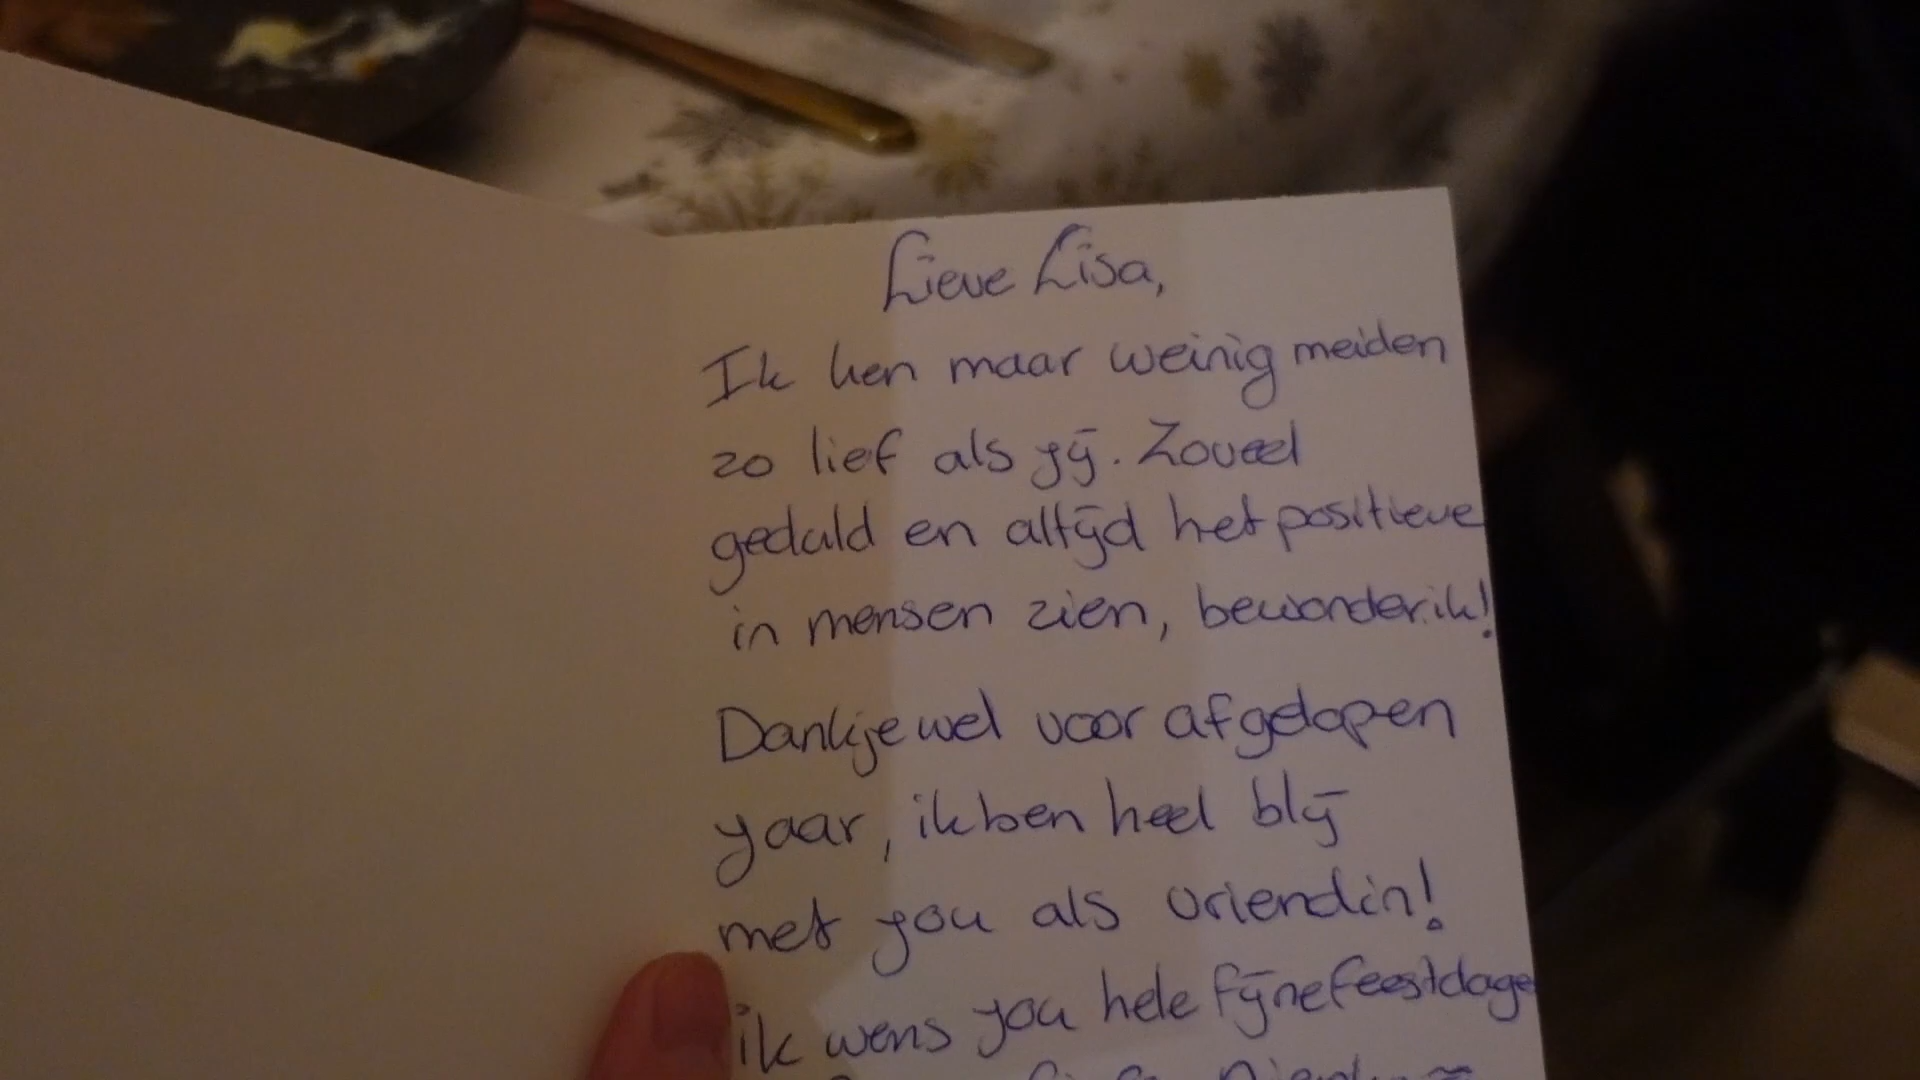 Lieve Lisa,
Ik ken maar weinig meiden
zo lief als jij. Zoveel
geduld en altijd het positieve
in mensen zien, bewonder ik!
Dankjewel voor afgelopen
jaar, ik ben heel blij
met jou als vriendin!
ik wens jou hele fijne feestdage